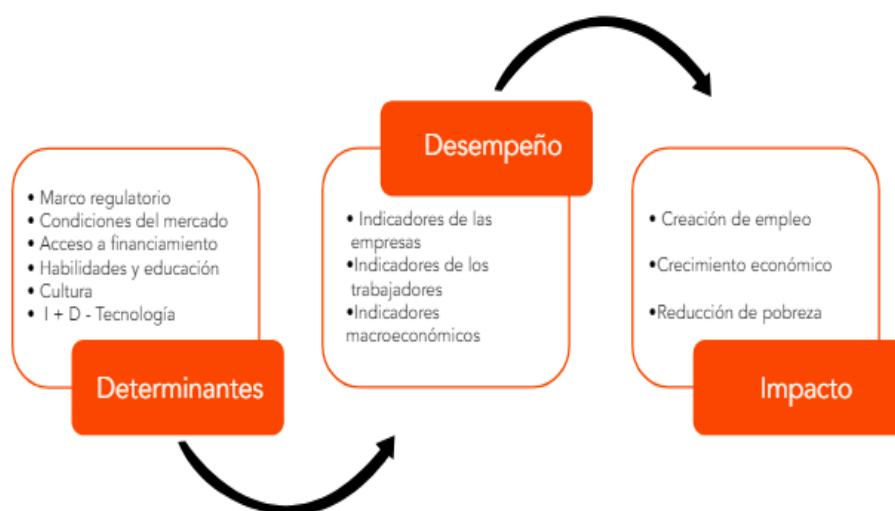 • Marco regulatorio
• Condiciones del mercado
• Acceso a financiamiento
• Habilidades y educación
• Cultura
• I + D - Tecnología
Determinantes
Desempeño
• Indicadores de las
empresas
•Indicadores de los
trabajadores
•Indicadores
macroeconómicos
• Creación de empleo
•Crecimiento económico
•Reducción de pobreza
Impacto